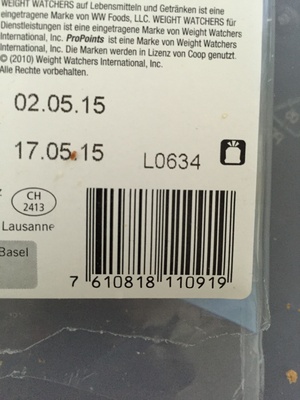 WEIGHT WATCHERS auf Lebensmitteln und Getränken ist eine
eingetragene Marke von WW Foods, LLC. WEIGHT WATCHERS für
Dienstleistungen ist eine eingetragene Marke von Weight Watchers
International, Inc. ProPoints ist eine Marke von Weight Watchers
International, Inc. Die Marken werden in Lizenz von Coop genutzt.
© (2010) Weight Watchers International, Inc.
Alle Rechte vorbehalten.
02.05.15
17.05.15 L0634
CH
2413
Lausanne
Basel
7 610818 110919